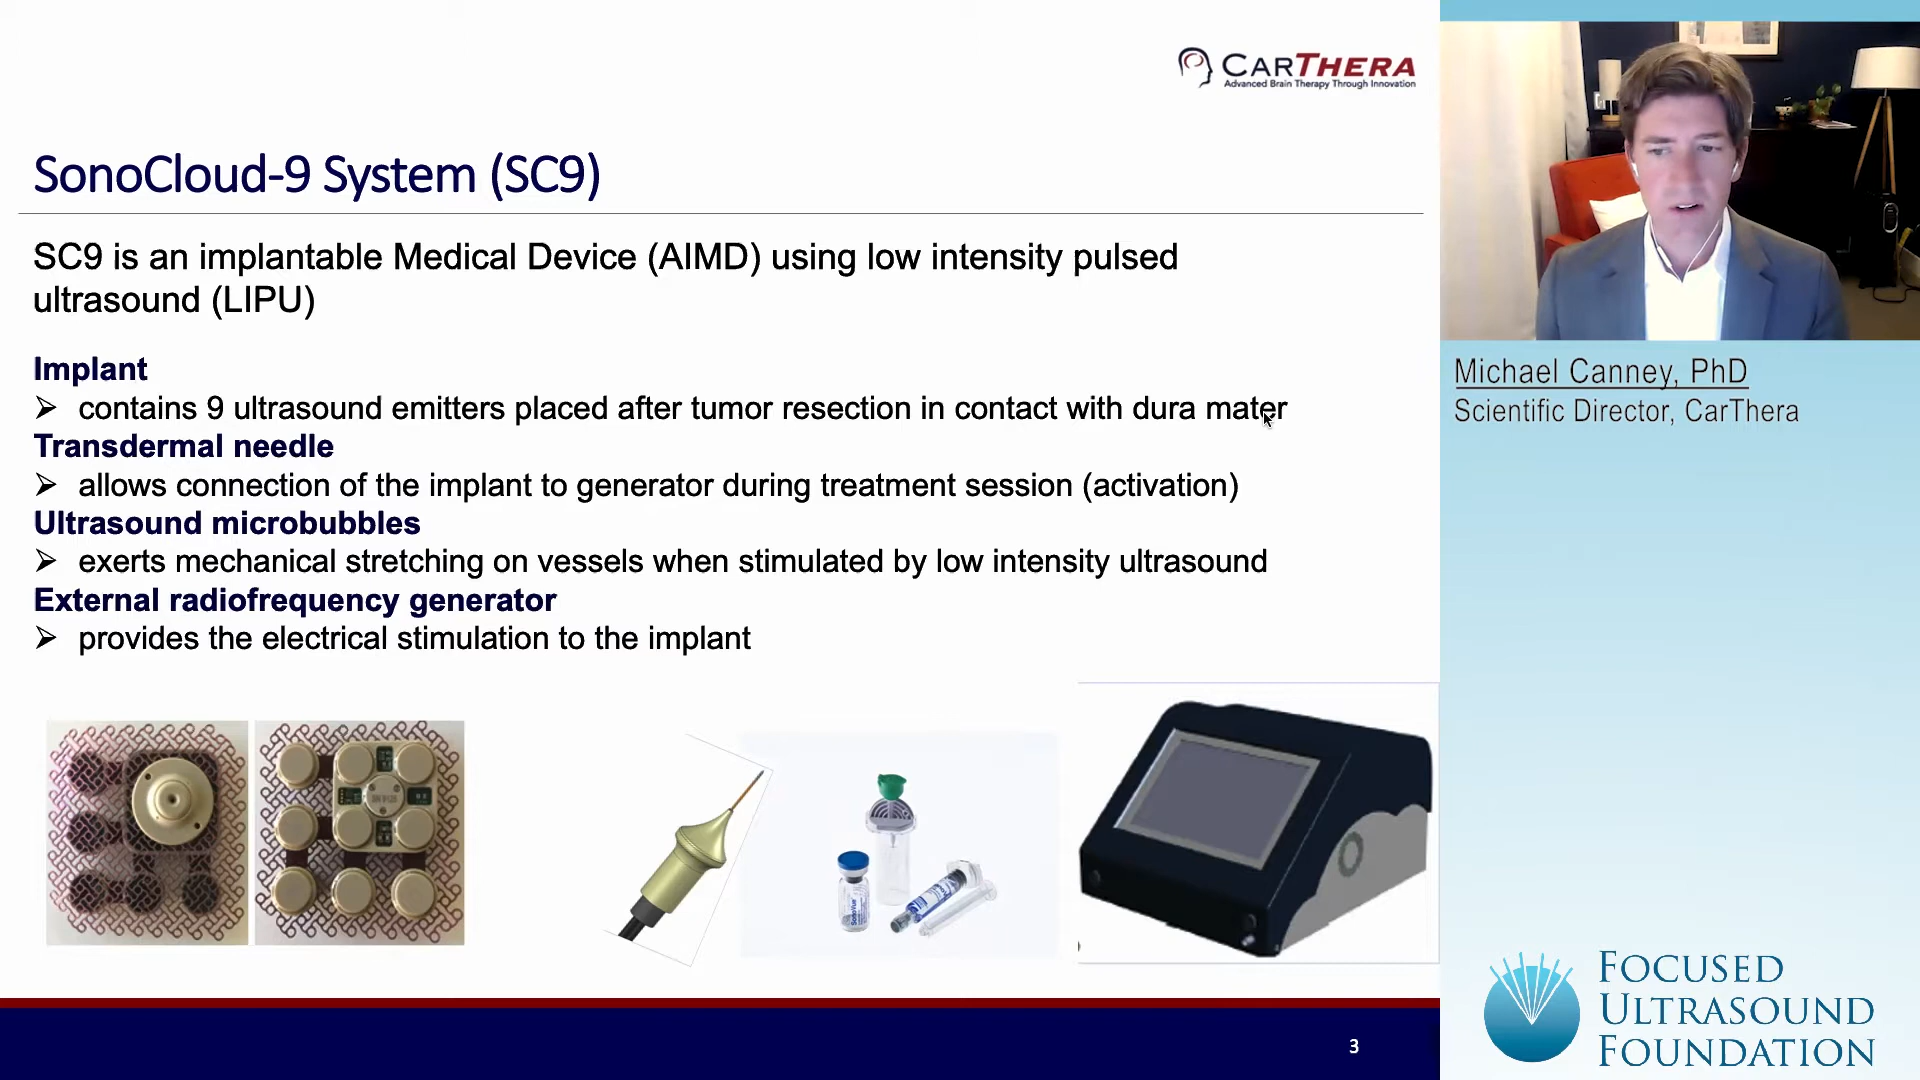 CARTHERA
Advanced Brain Therapy Through Innovation
SonoCloud-9 System (SC9)
SC9 is an implantable Medical Device (AIMD) using low intensity pulsed
ultrasound (LIPU)
Implant
➢ contains 9 ultrasound emitters placed after tumor resection in contact with dura mater
Transdermal needle
➢ allows connection of the implant to generator during treatment session (activation)
Ultrasound microbubbles
➢ exerts mechanical stretching on vessels when stimulated by low intensity ultrasound
External radiofrequency generator
➢ provides the electrical stimulation to the implant
SonoVue
3
Michael Canney, PhD
Scientific Director, CarThera
FOCUSED
ULTRASOUND
FOUNDATION